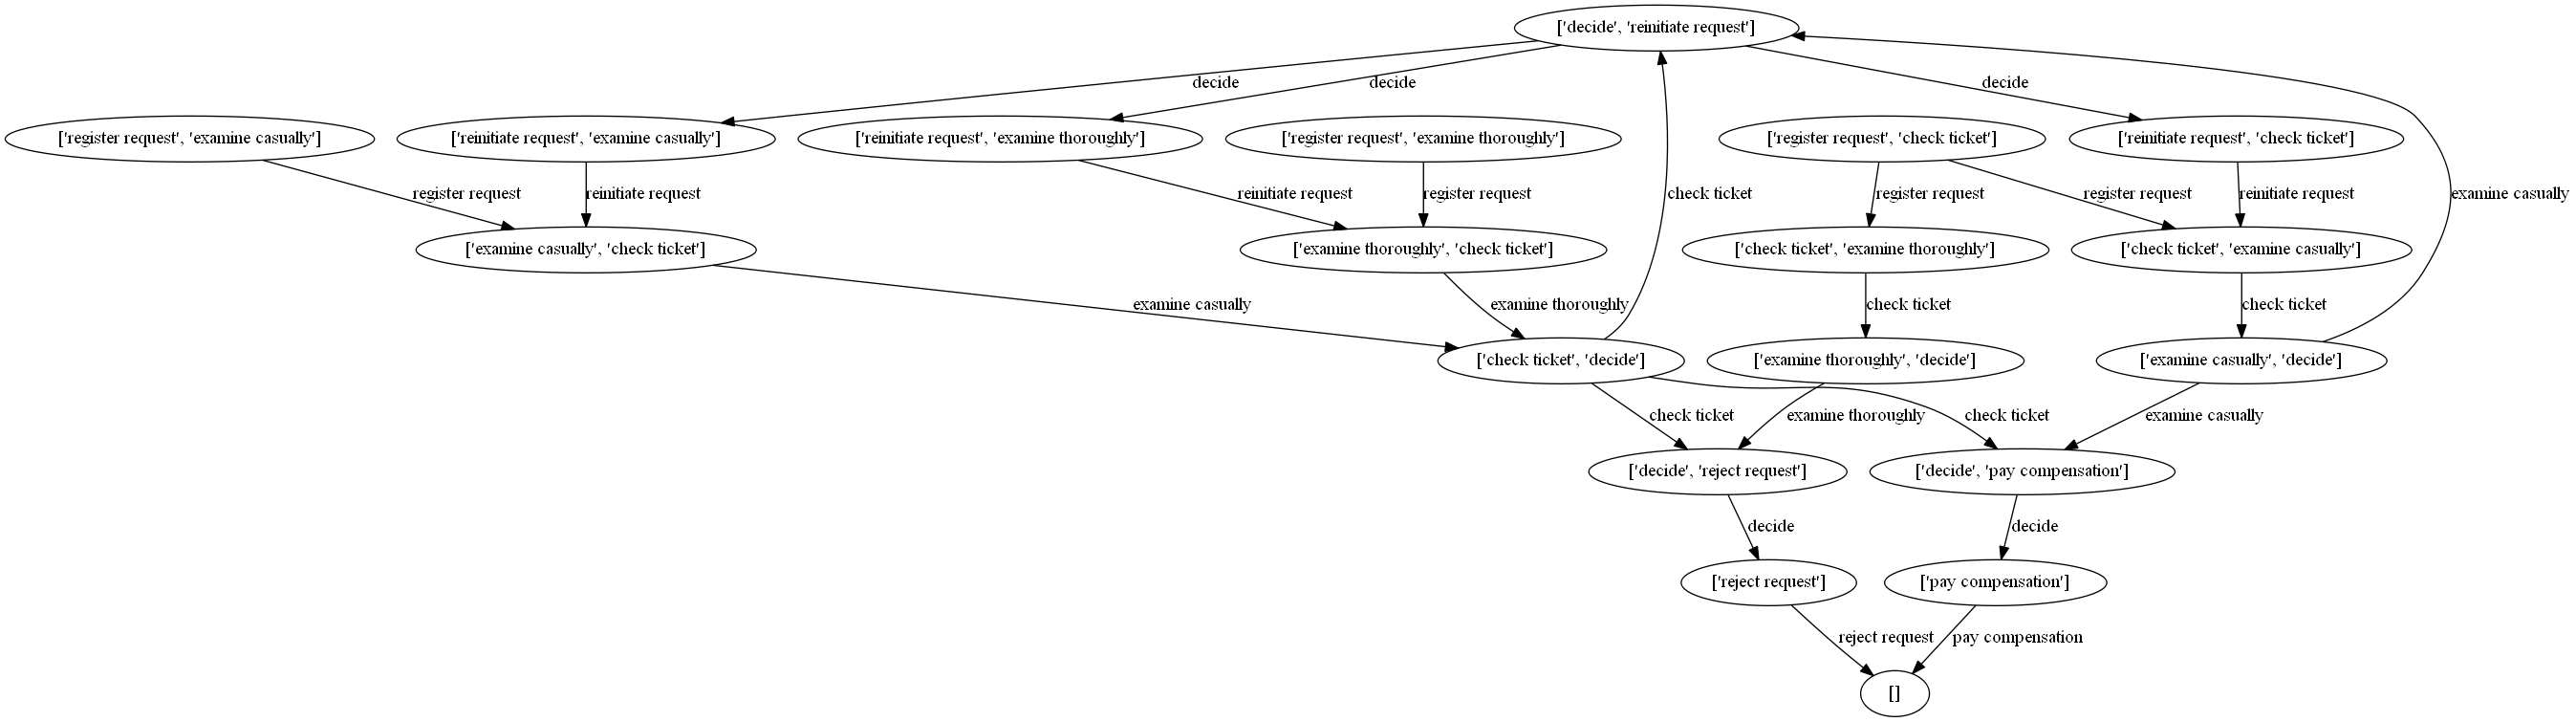 ['decide', 'reinitiate request']
decide
decide
decide
['register request', 'examine casually']
['reinitiate request', 'examine casually']
['reinitiate request', 'examine thoroughly']
['register request', 'examine thoroughly']
['register request', 'check ticket']
['reinitiate request', 'check ticket']
register request
reinitiate request
reinitiate request
register request
check ticket
register request
register request
reinitiate request
examine casually
['examine casually', 'check ticket']
['examine thoroughly', 'check ticket']
['check ticket', 'examine thoroughly']
['check ticket', 'examine casually']
examine casually
examine thoroughly
check ticket
check ticket
['check ticket', 'decide']
['examine thoroughly', 'decide']
['examine casually', 'decide']
check ticket
examine thoroughly
check ticket
examine casually
['decide', 'reject request']
['decide', 'pay compensation']
decide
decide
['reject request']
['pay compensation']
reject request
pay compensation
[]